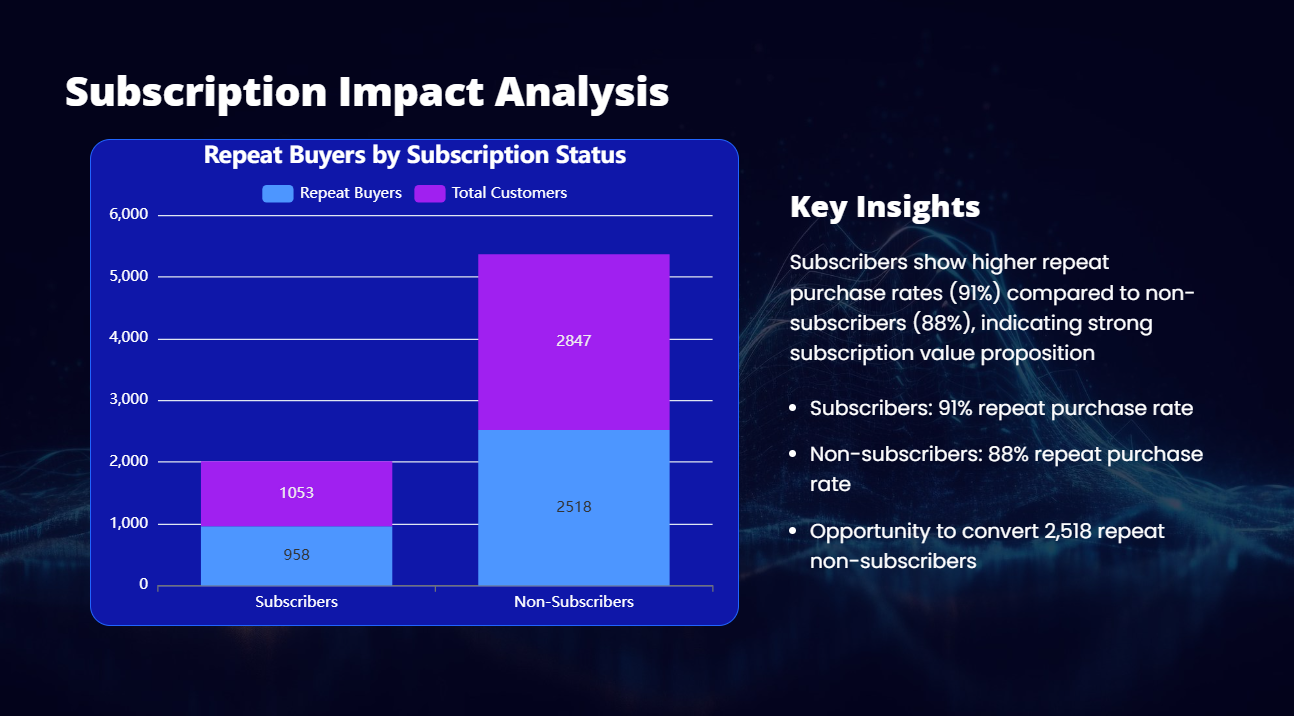 Subscription Impact Analysis
Repeat Buyers by Subscription Status
Repeat Buyers
Total Customers
6,000
5,000
4,000
3,000
2,000
1,000
0
2847
1053
2518
958
Subscribers
Non-Subscribers
Key Insights
Subscribers show higher repeat
purchase rates (91%) compared to non-
subscribers (88%), indicating strong
subscription value proposition
• Subscribers: 91% repeat purchase rate
• Non-subscribers: 88% repeat purchase
rate
• Opportunity to convert 2,518 repeat
non-subscribers